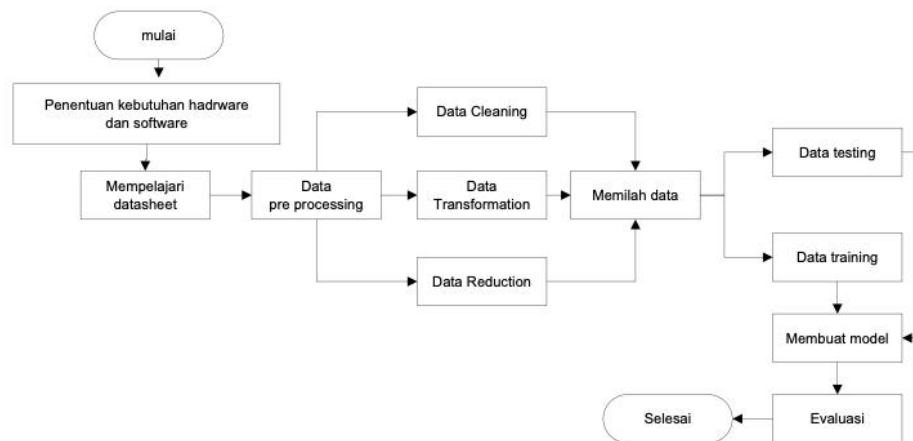 mulai
Penentuan kebutuhan hadrware
dan software
Mempelajari
datasheet
Data
pre processing
Data Cleaning
Data
Transformation
Data Reduction
Memilah data
Data testing
Data training
Membuat model
Evaluasi
Selesai